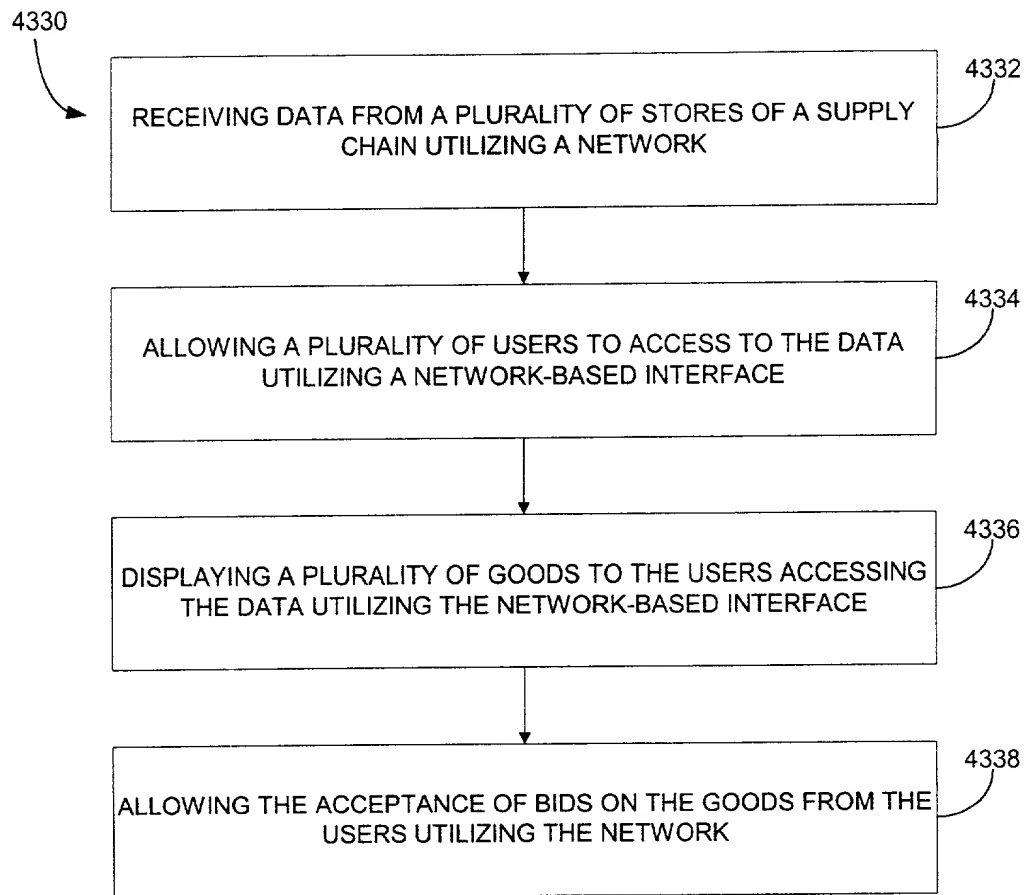 4330
4332
RECEIVING DATA FROM A PLURALITY OF STORES OF A SUPPLY
CHAIN UTILIZING A NETWORK
4334
ALLOWING A PLURALITY OF USERS TO ACCESS TO THE DATA
UTILIZING A NETWORK-BASED INTERFACE
4336
DISPLAYING A PLURALITY OF GOODS TO THE USERS ACCESSING
THE DATA UTILIZING THE NETWORK-BASED INTERFACE
4338
ALLOWING THE ACCEPTANCE OF BIDS ON THE GOODS FROM THE
USERS UTILIZING THE NETWORK